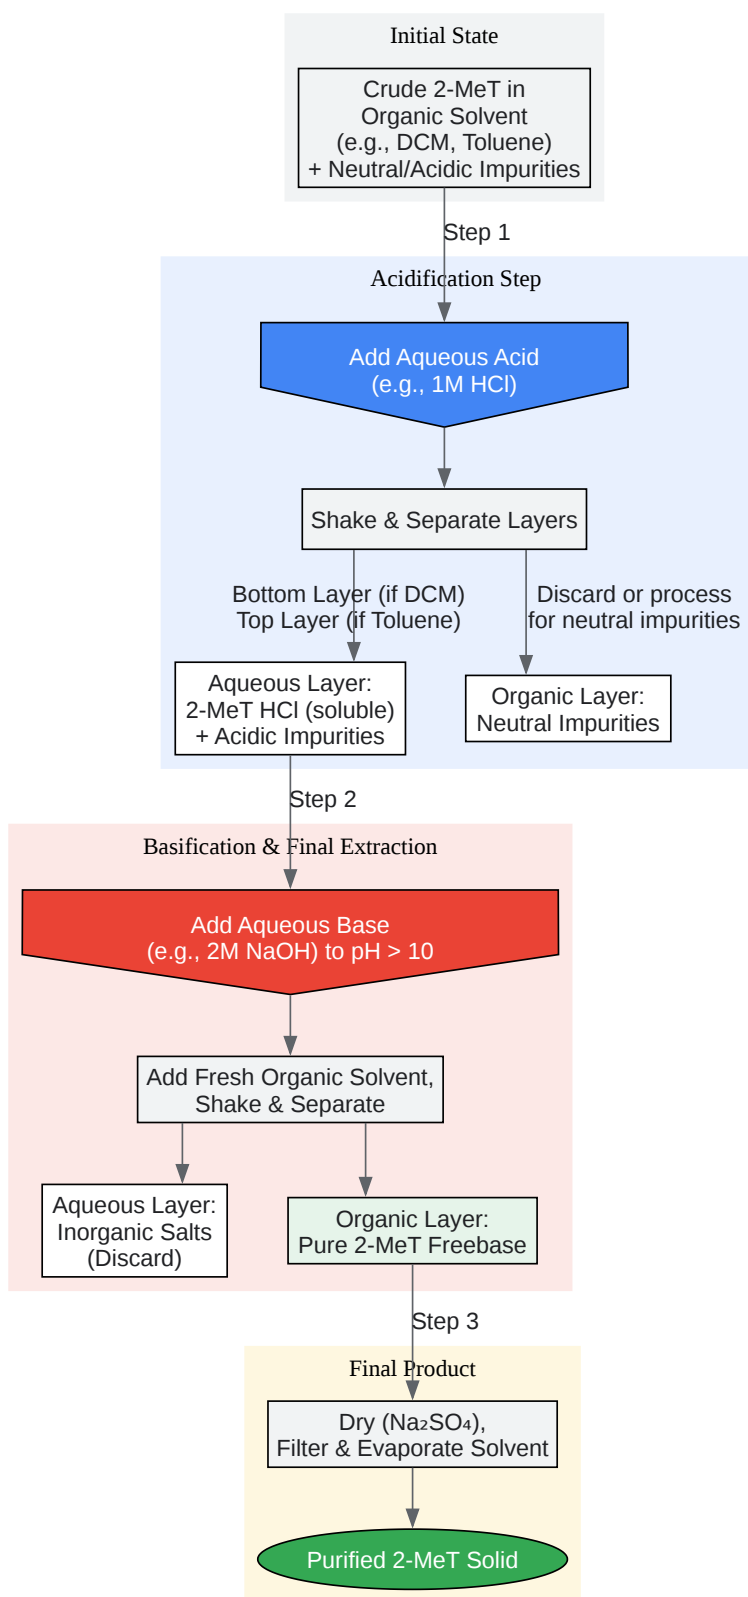 Initial State
Crude 2-MeT in
Organic Solvent
(e.g., DCM, Toluene)
+ Neutral/Acidic Impurities
Step 1
Acidification Step
Add Aqueous Acid
(e.g., 1M HCl)
Shake & Separate Layers
Bottom Layer (if DCM)
Top Layer (if Toluene)
Discard or process
for neutral impurities
Aqueous Layer:
2-MeT HCl (soluble)
+ Acidic Impurities
Organic Layer:
Neutral Impurities
Step 2
Basification & Final Extraction
Add Aqueous Base
(e.g., 2M NaOH) to pH > 10
Add Fresh Organic Solvent,
Shake & Separate
Aqueous Layer:
Inorganic Salts
(Discard)
Organic Layer:
Pure 2-MeT Freebase
Step 3
Final Product
Dry (Na₂SO₄),
Filter & Evaporate Solvent
Purified 2-MeT Solid